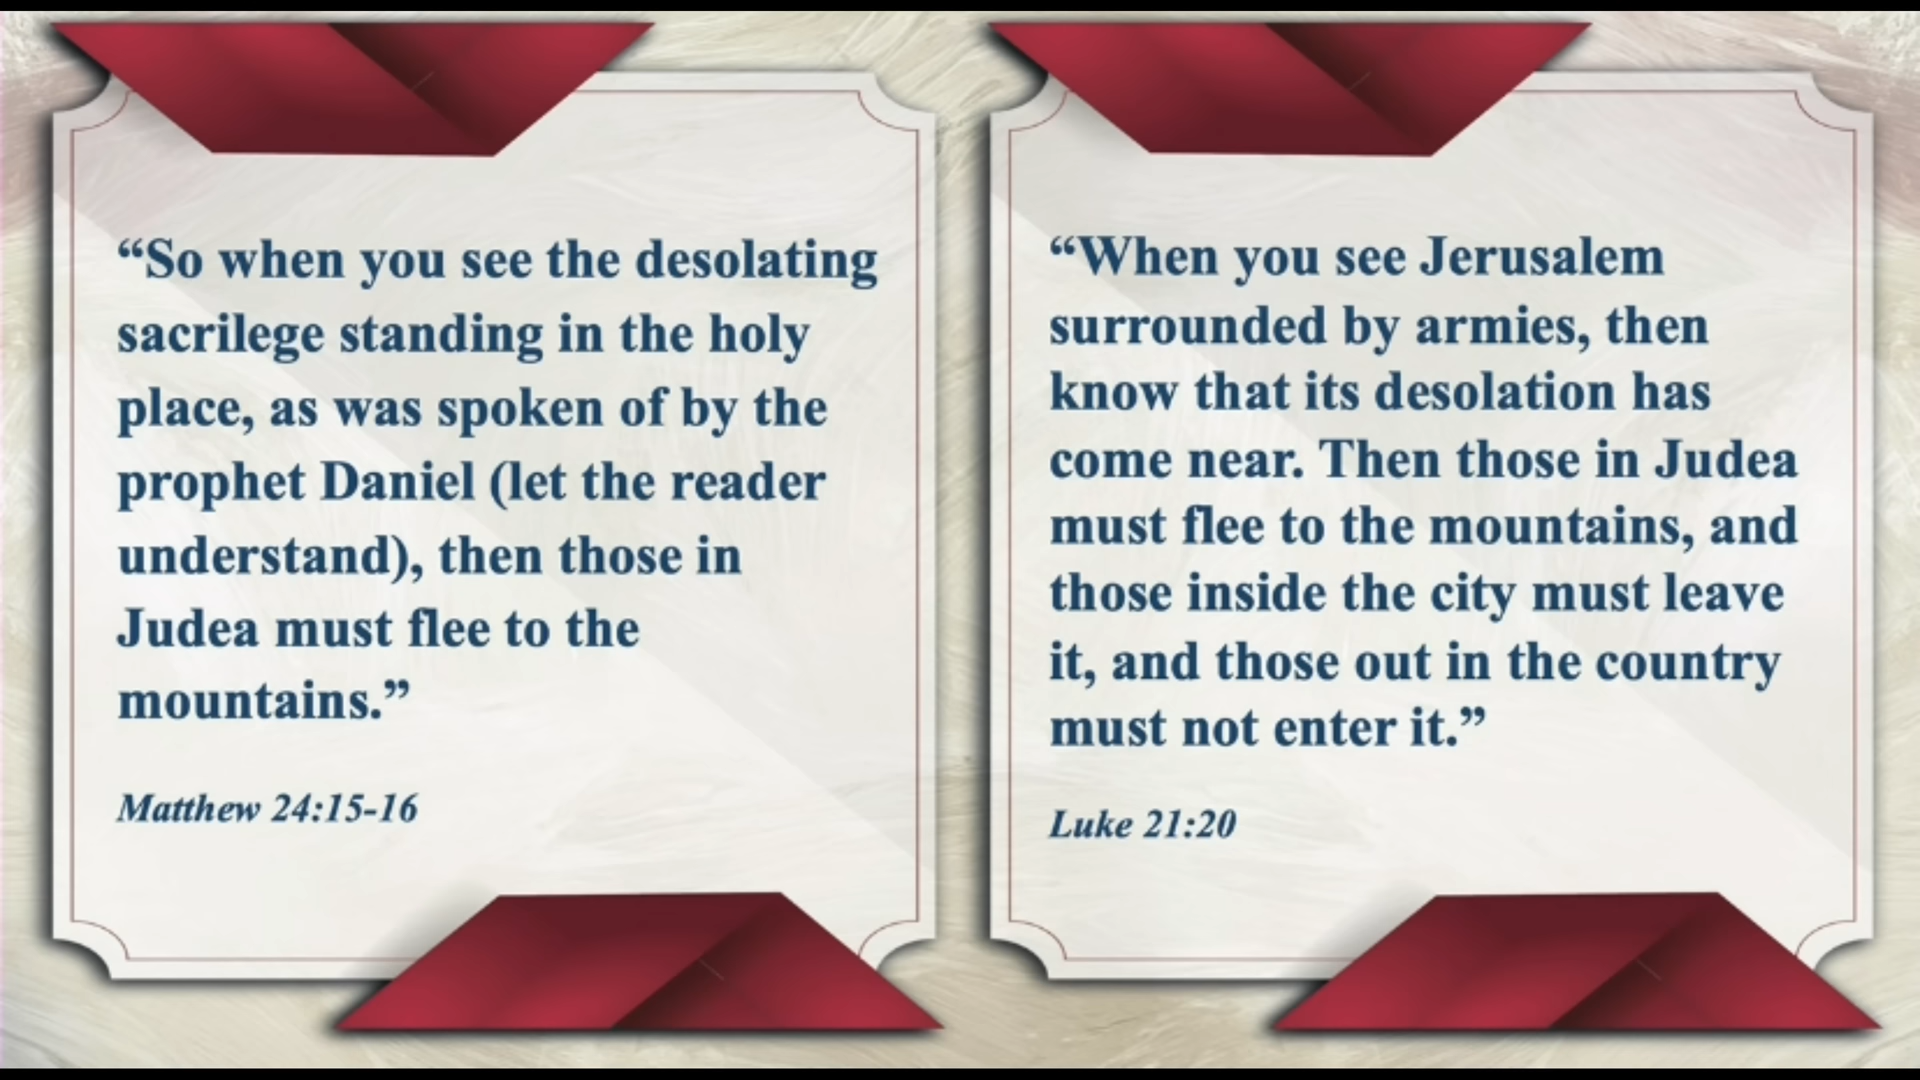 “So when you see the desolating
sacrilege standing in the holy
place, as was spoken of by the
prophet Daniel (let the reader
understand), then those in
Judea must flee to the
mountains.”
Matthew 24:15-16
“When you see Jerusalem
surrounded by armies, then
know that its desolation has
come near. Then those in Judea
must flee to the mountains, and
those inside the city must leave
it, and those out in the country
must not enter it.”
Luke 21:20